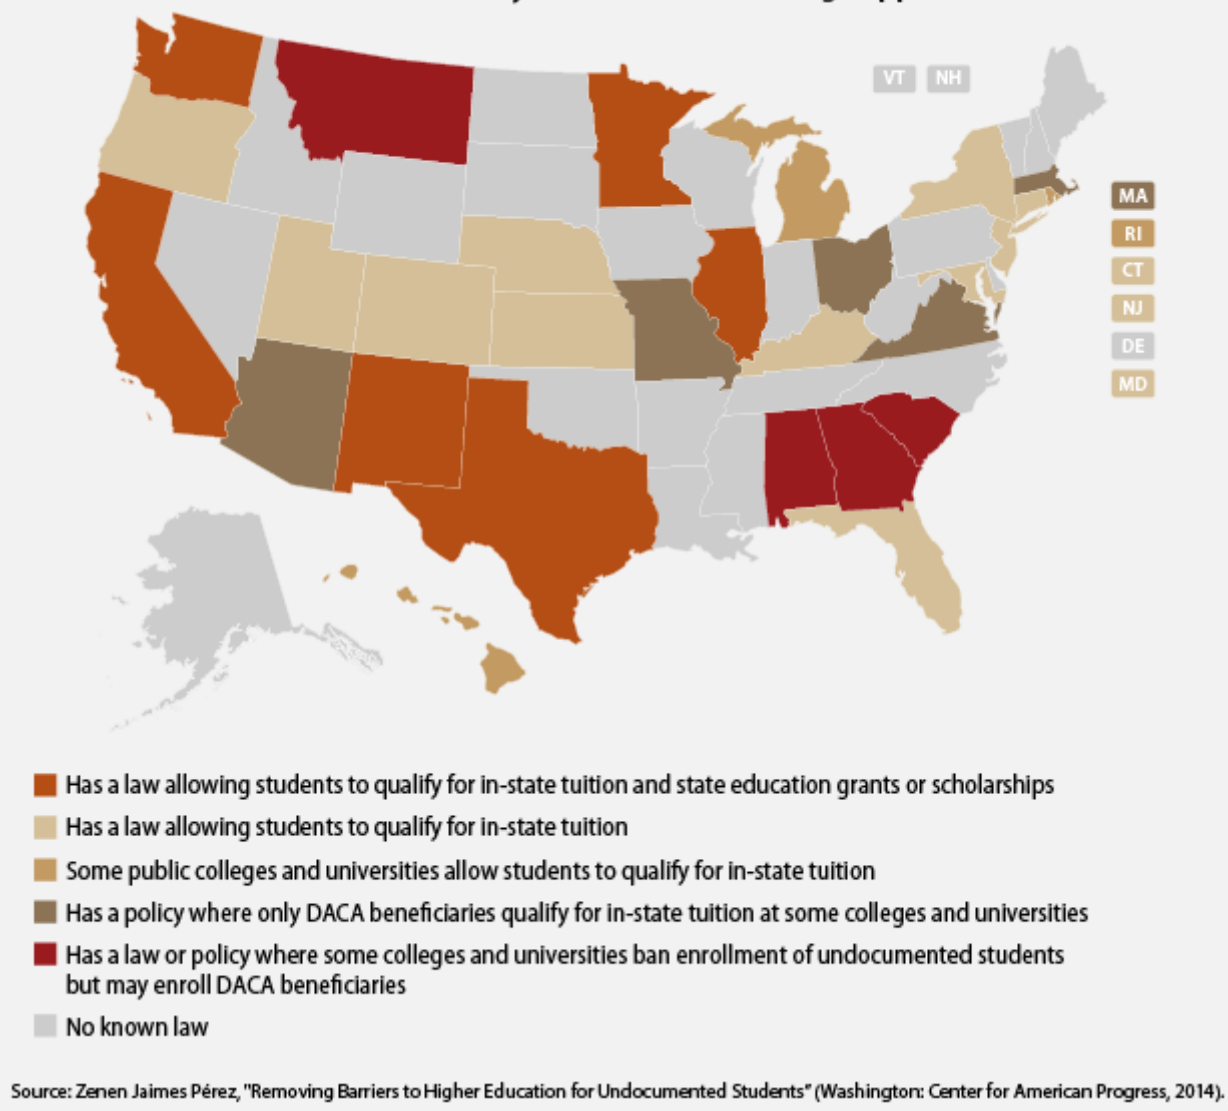 VT NH
MA
RI
CT
NJ
DE
MD
Has a law allowing students to qualify for in-state tuition and state education grants or scholarships
Has a law allowing students to qualify for in-state tuition
Some public colleges and universities allow students to qualify for in-state tuition
Has a policy where only DACA beneficiaries qualify for in-state tuition at some colleges and universities
Has a law or policy where some colleges and universities ban enrollment of undocumented students
but may enroll DACA beneficiaries
No known law
Source: Zenen Jaimes Pérez, "Removing Barriers to Higher Education for Undocumented Students" (Washington: Center for American Progress, 2014).